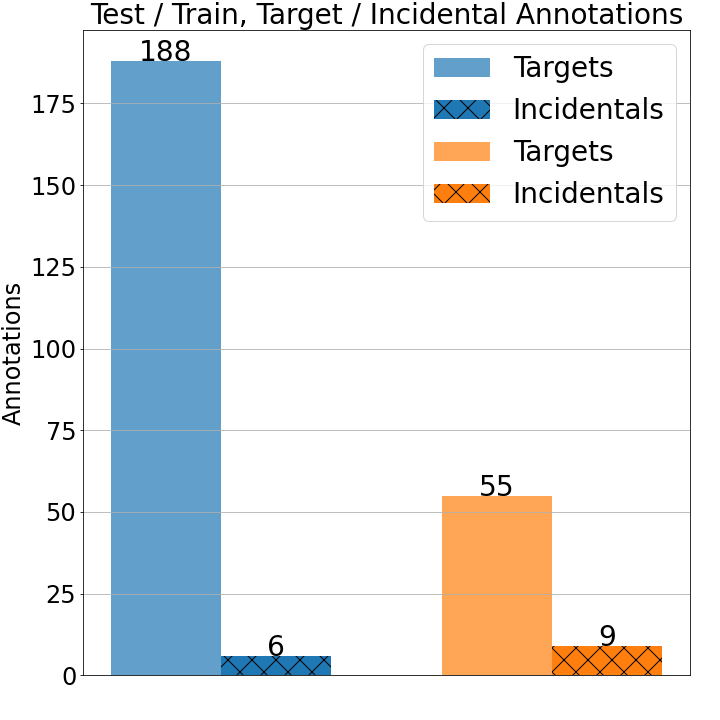 Test / Train, Target / Incidental Annotations
188
Targets
Incidentals
Targets
Incidentals
175
150
125
100
75
50
25
0
Annotations
55
6
9